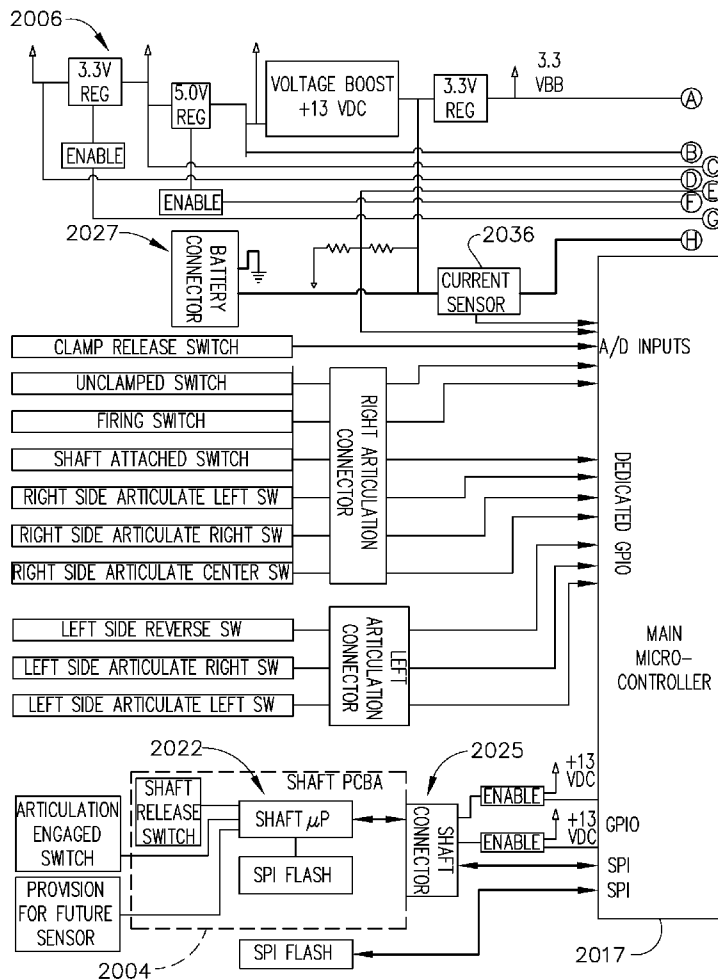 2006
3.3V
REG
5.0V
REG
VOLTAGE BOOST
+13 VDC
3.3V
REG
3.3
VBB
A
B
C
D
E
F
G
H
ENABLE
ENABLE
2027
BATTERY
CONNECTOR
2036
CURRENT
SENSOR
A/D INPUTS
CLAMP RELEASE SWITCH
UNCLAMPED SWITCH
FIRING SWITCH
SHAFT ATTACHED SWITCH
RIGHT SIDE ARTICULATE LEFT SW
RIGHT SIDE ARTICULATE RIGHT SW
RIGHT SIDE ARTICULATE CENTER SW
RIGHT ARTICULATION
CONNECTOR
DEDICATED GPIO
LEFT SIDE REVERSE SW
LEFT SIDE ARTICULATE RIGHT SW
LEFT SIDE ARTICULATE LEFT SW
LEFT
ARTICULATION
CONNECTOR
MAIN
MICRO-
CONTROLLER
2022
SHAFT PCBA
2025
SHAFT
RELEASE
SWITCH
ARTICULATION
ENGAGED
SWITCH
SHAFT µP
SPI FLASH
SHAFT
CONNECTOR
ENABLE
+13
VDC
ENABLE
+13
VDC
GPIO
SPI
SPI
PROVISION
FOR FUTURE
SENSOR
2004
SPI FLASH
2017